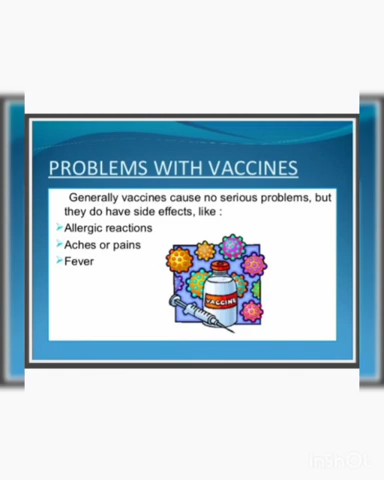 PROBLEMS WITH VACCINES
Generally vaccines cause no serious problems, but
they do have side effects, like :
Allergic reactions
Aches or pains
Fever
VACCINE
InShOt